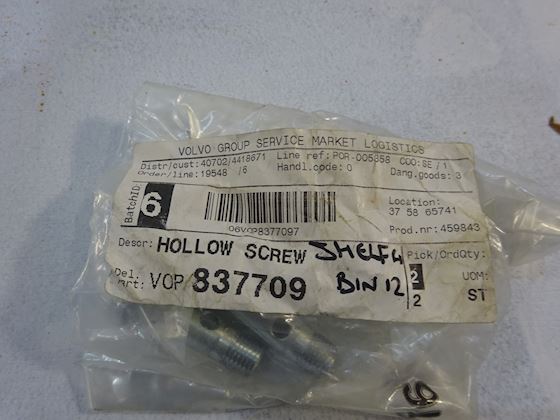 VOLVO GROUP SERVICE MARKET LOGISTICS
Distr/cust:40702/4418671 Line ref:POR-005358 COO:SE / 1
Order/line:19548 /6 Handl.code: 0 Dang.goods: 3
BatchID
6
06VOP8377097
Location:
37 58 65741
Prod.nr:459843
Descr: HOLLOW SCREW SHELF 4
Pick/OrdQty:
Del.
art: VOP 837709 BIN 12
2 UOM:
2 ST